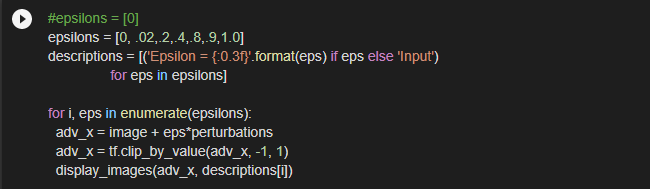 #epsilons = [0]
epsilons = [0, .02,.2,.4,.8,.9,1.0]
descriptions = [('Epsilon = {:0.3f}'.format(eps) if eps else 'Input')
                for eps in epsilons]

for i, eps in enumerate(epsilons):
  adv_x = image + eps*perturbations
  adv_x = tf.clip_by_value(adv_x, -1, 1)
  display_images(adv_x, descriptions[i])